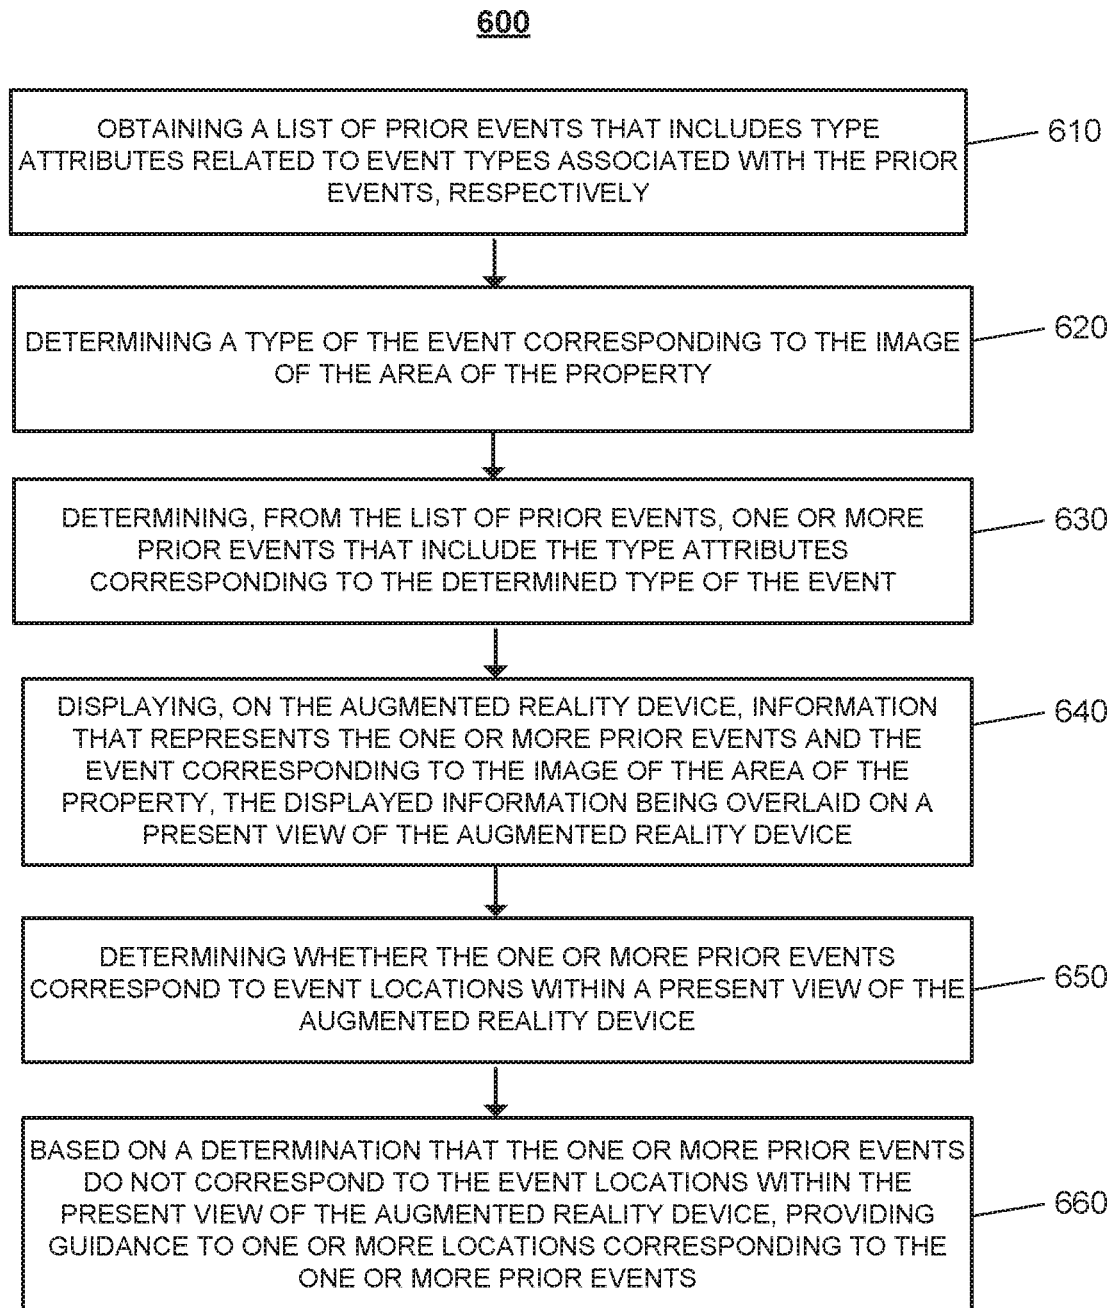 600
OBTAINING A LIST OF PRIOR EVENTS THAT INCLUDES TYPE
ATTRIBUTES RELATED TO EVENT TYPES ASSOCIATED WITH THE PRIOR
EVENTS, RESPECTIVELY
610
DETERMINING A TYPE OF THE EVENT CORRESPONDING TO THE IMAGE
OF THE AREA OF THE PROPERTY
620
DETERMINING, FROM THE LIST OF PRIOR EVENTS, ONE OR MORE
PRIOR EVENTS THAT INCLUDE THE TYPE ATTRIBUTES
CORRESPONDING TO THE DETERMINED TYPE OF THE EVENT
630
DISPLAYING, ON THE AUGMENTED REALITY DEVICE, INFORMATION
THAT REPRESENTS THE ONE OR MORE PRIOR EVENTS AND THE
EVENT CORRESPONDING TO THE IMAGE OF THE AREA OF THE
PROPERTY, THE DISPLAYED INFORMATION BEING OVERLAID ON A
PRESENT VIEW OF THE AUGMENTED REALITY DEVICE
640
DETERMINING WHETHER THE ONE OR MORE PRIOR EVENTS
CORRESPOND TO EVENT LOCATIONS WITHIN A PRESENT VIEW OF THE
AUGMENTED REALITY DEVICE
650
BASED ON A DETERMINATION THAT THE ONE OR MORE PRIOR EVENTS
DO NOT CORRESPOND TO THE EVENT LOCATIONS WITHIN THE
PRESENT VIEW OF THE AUGMENTED REALITY DEVICE, PROVIDING
GUIDANCE TO ONE OR MORE LOCATIONS CORRESPONDING TO THE
ONE OR MORE PRIOR EVENTS
660